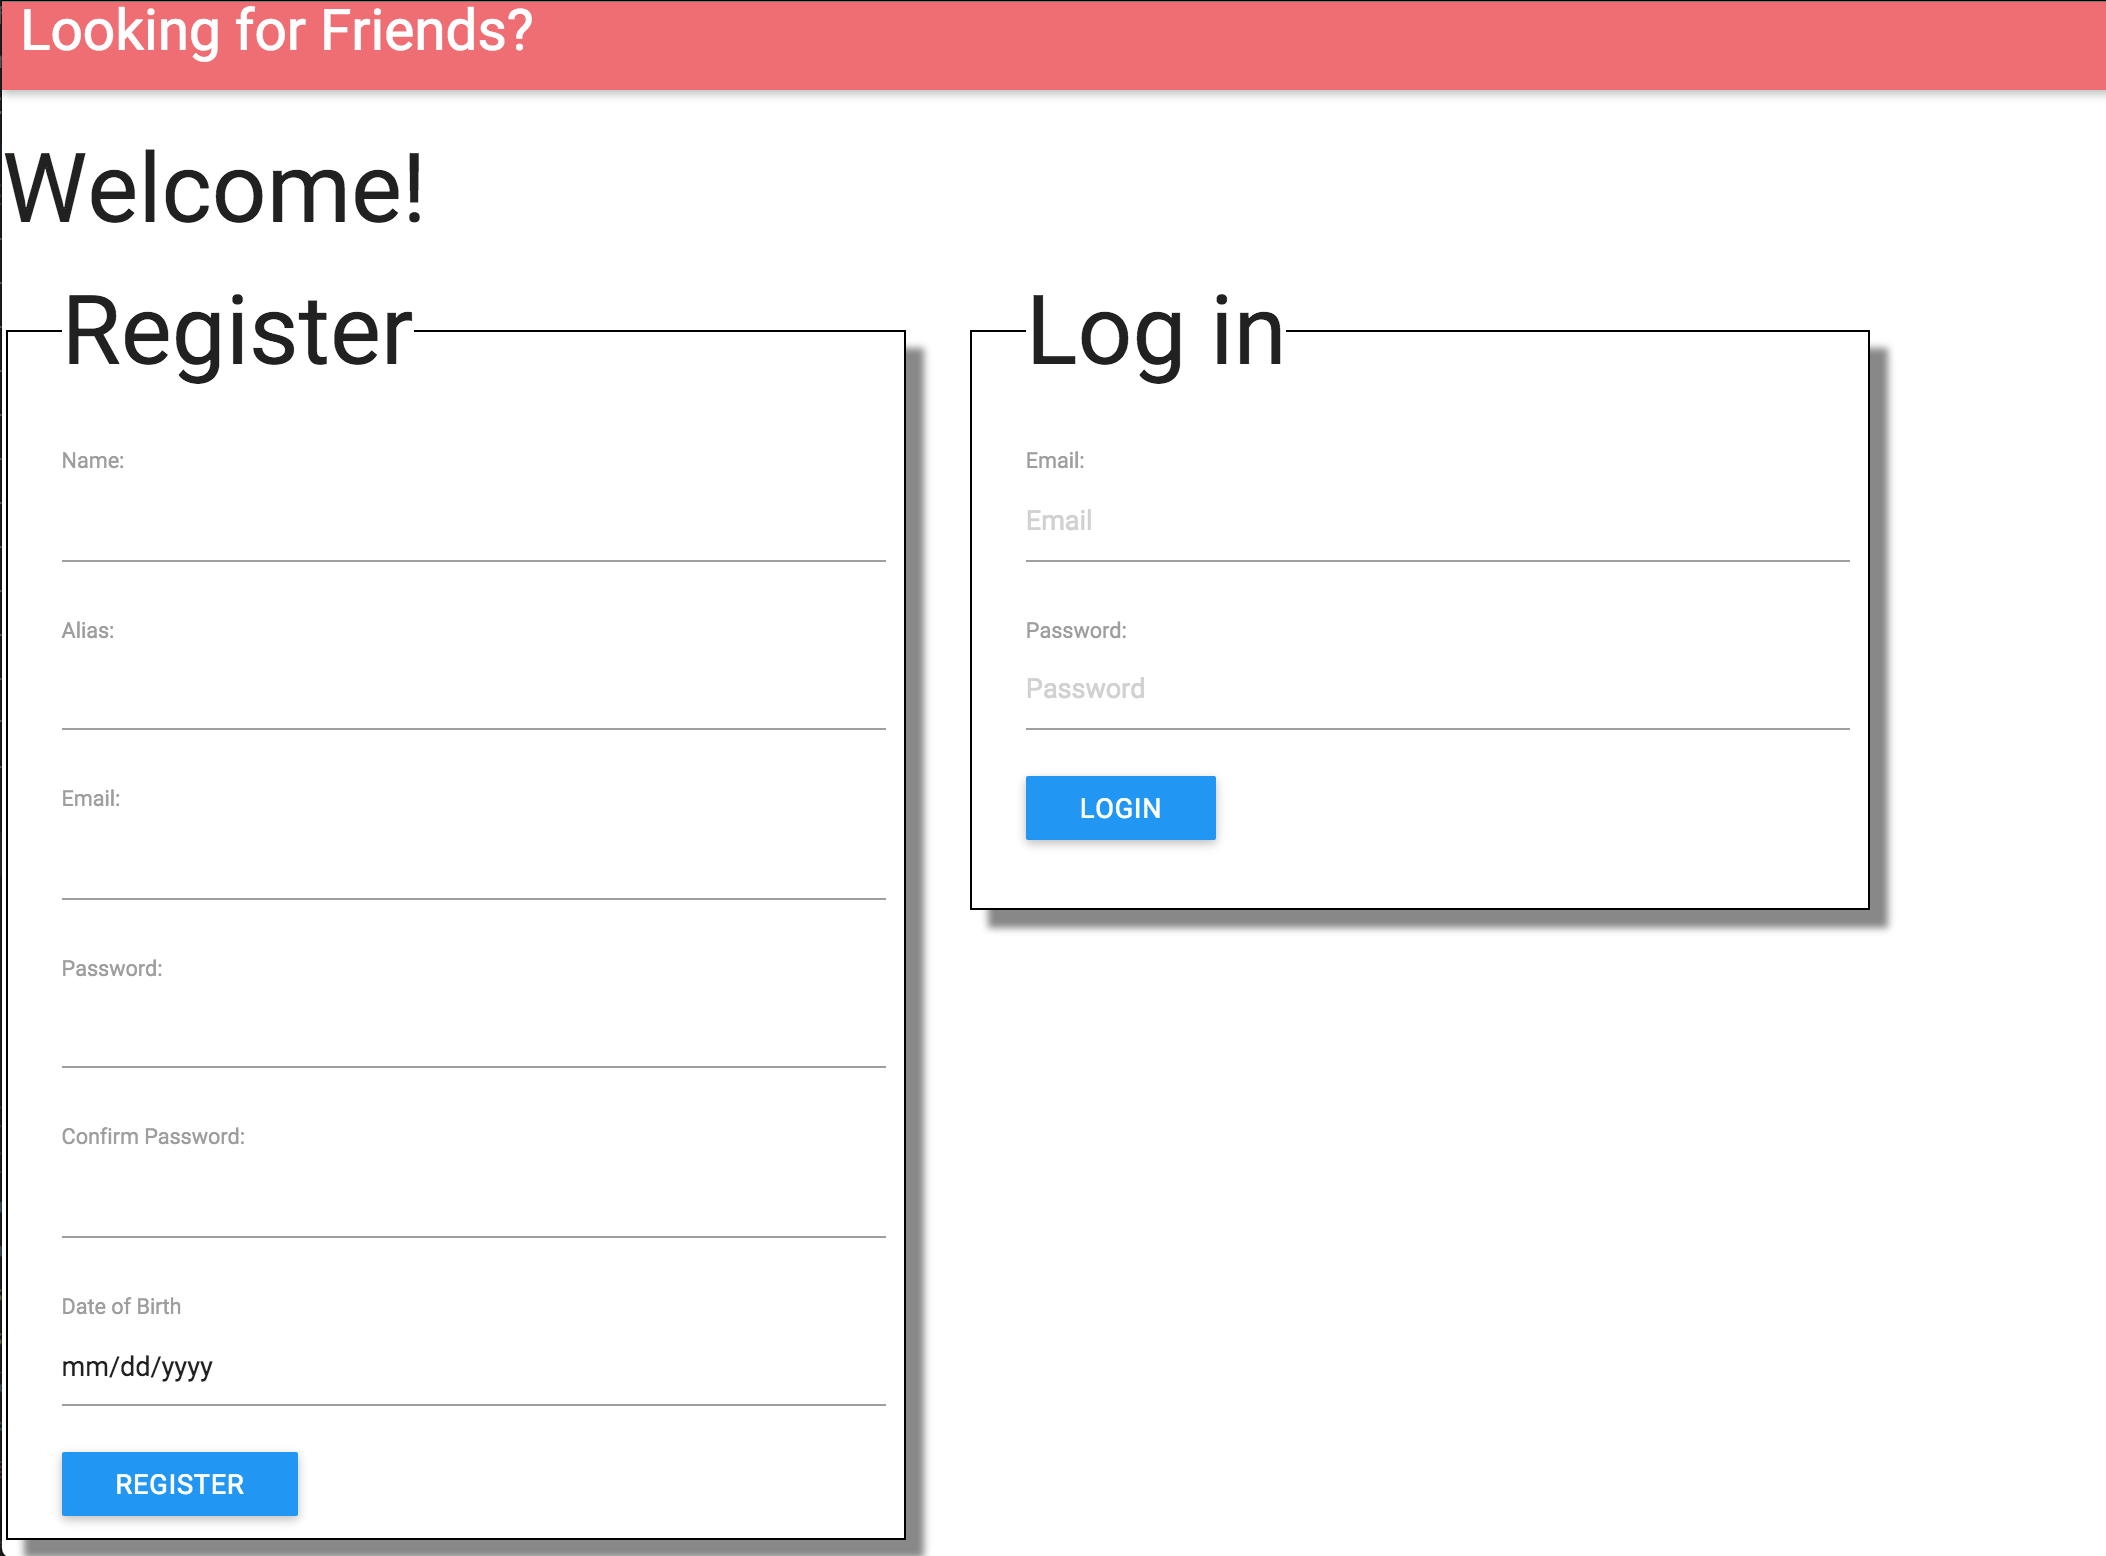 Looking for Friends?
Welcome!
Register
Name:
Alias:
Email:
Password:
Confirm Password:
Date of Birth
mm/dd/yyyy
REGISTER
Log in
Email:
Email
Password:
Password
LOGIN